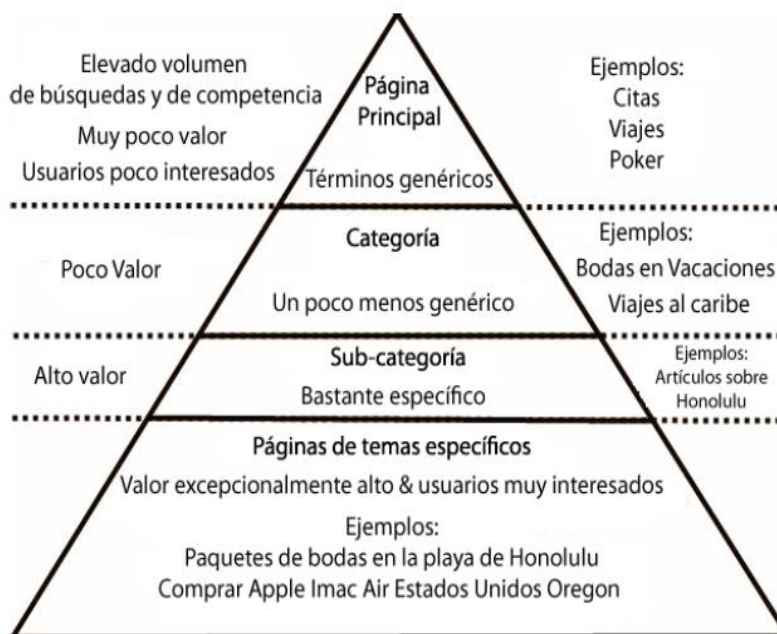 Elevado volumen
de búsquedas y de competencia
Muy poco valor
Usuarios poco interesados
Página
Principal
Términos genéricos
Ejemplos:
Citas
Viajes
Poker
Poco Valor
Categoría
Un poco menos genérico
Ejemplos:
Bodas en Vacaciones
Viajes al caribe
Alto valor
Sub-categoría
Bastante específico
Ejemplos:
Artículos sobre
Honolulu
Páginas de temas específicos
Valor excepcionalmente alto & usuarios muy interesados
Ejemplos:
Paquetes de bodas en la playa de Honolulu
Comprar Apple Imac Air Estados Unidos Oregon